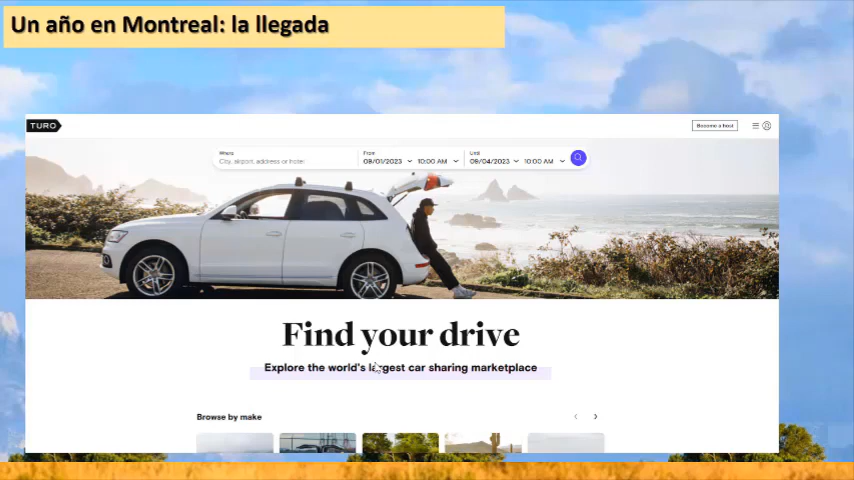 Un año en Montreal: la llegada
TURO
Become a host
Where
From
Until
City, airport, address or hotel
09/01/2023
10:00 AM
09/04/2023
10:00 AM
Find your drive
Explore the world's largest car sharing marketplace
Browse by make